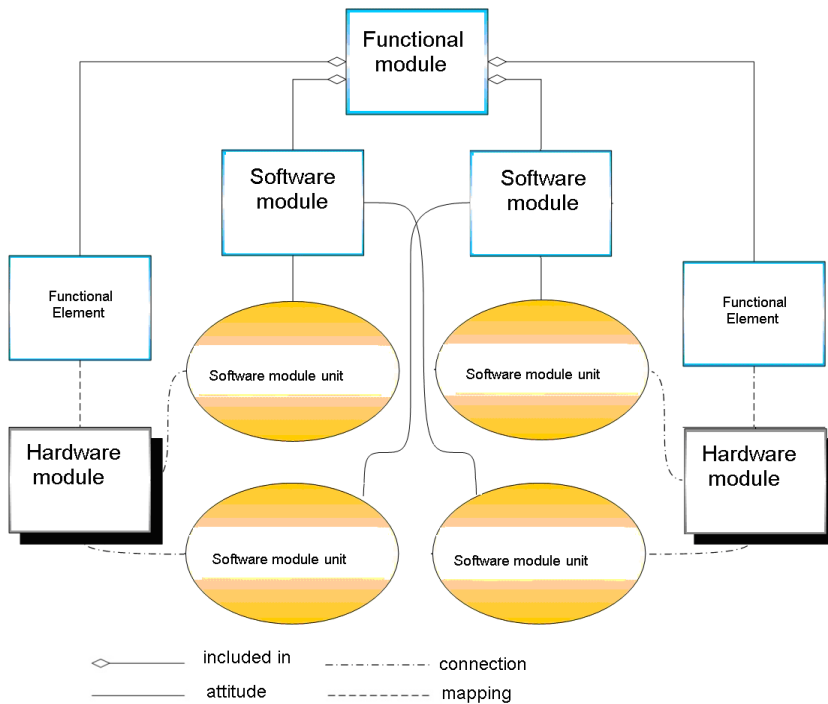 Functional
module
Software
module
Software
module
Functional
Element
Functional
Element
Software module unit
Software module unit
Hardware
module
Hardware
module
Software module unit
Software module unit
included in
connection
attitude
mapping